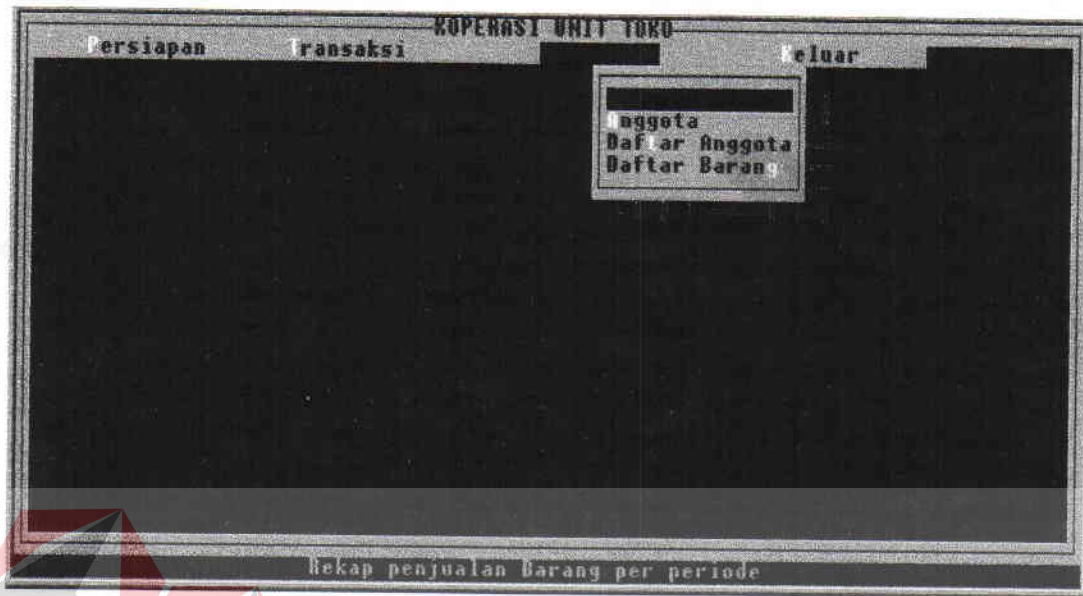 KOPERASI UNIT TOKO
Persiapan Transaksi Keluar
Anggota
Daftar Anggota
Daftar Barang
Rekap penjualan Barang per periode